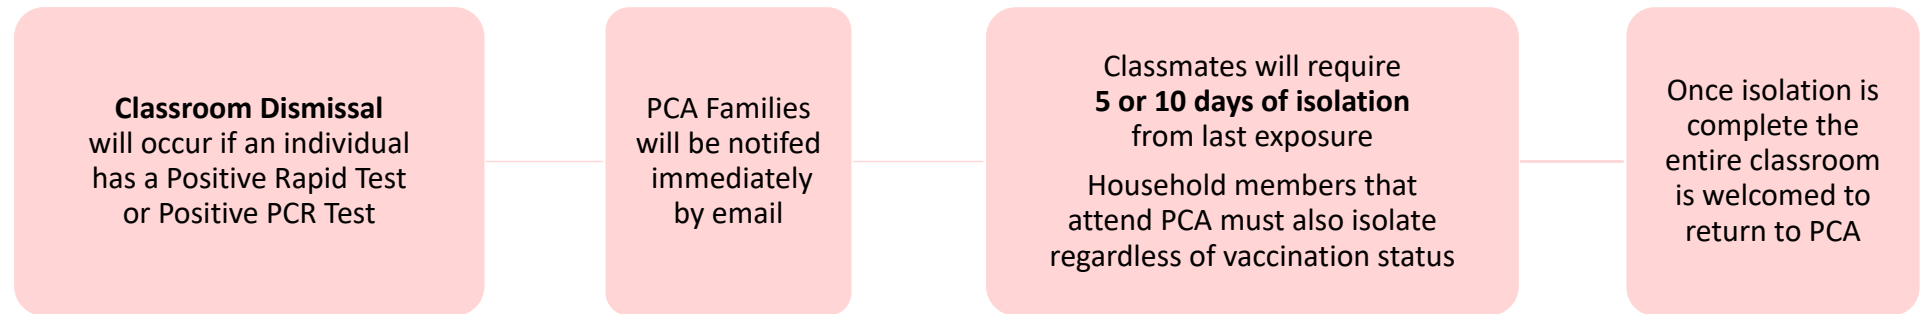 Classroom Dismissal
will occur if an individual
has a Positive Rapid Test
or Positive PCR Test
PCA Families
will be notifed
immediately
by email
Classmates will require
5 or 10 days of isolation
from last exposure
Household members that
attend PCA must also isolate
regardless of vaccination status
Once isolation is
complete the
entire classroom
is welcomed to
return to PCA